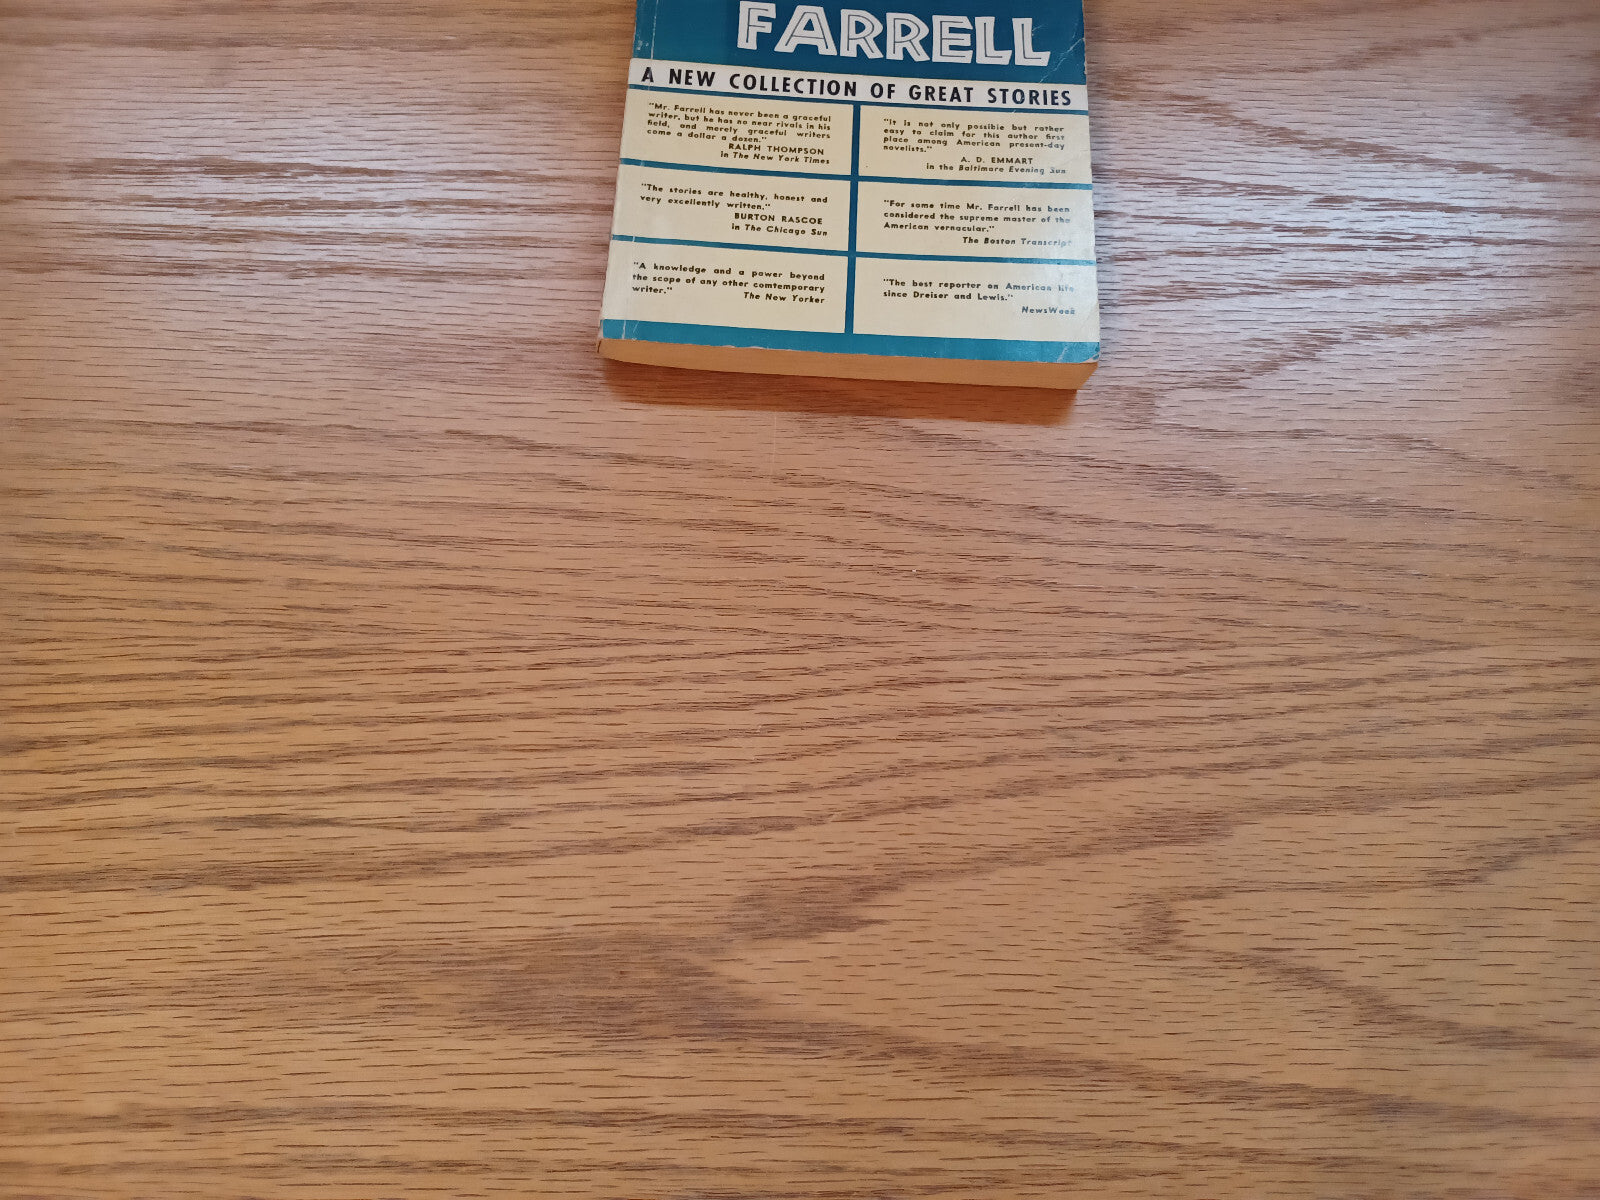 FARRELL
A NEW COLLECTION OF GREAT STORIES
"Mr. Farrell has never been a graceful
writer, but he has no near rivals in his
field, and merely graceful writers
come a dollar a dozen."
RALPH THOMPSON
in The New York Times
"It is not only possible but rather
easy to claim for this author first
place among American present-day
novelists."
A. D. EMMART
in the Baltimore Evening Sun
"The stories are healthy, honest and
very excellently written."
BURTON RASCOE
in The Chicago Sun
"For some time Mr. Farrell has been
considered the supreme master of the
American vernacular."
The Boston Transcript
"A knowledge and a power beyond
the scope of any other comtemporary
writer."
The New Yorker
"The best reporter on American life
since Dreiser and Lewis."
NewsWeek